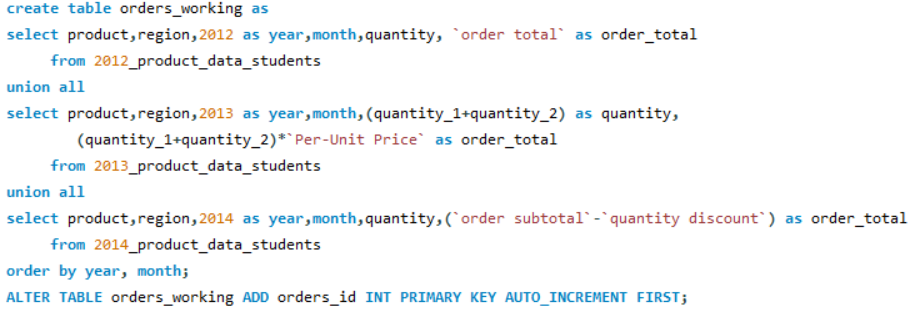 create table orders_working as
select product,region,2012 as year,month,quantity, `order total` as order_total
from 2012_product_data_students
union all
select product,region,2013 as year,month,(quantity_1+quantity_2) as quantity,
(quantity_1+quantity_2)*`Per-Unit Price` as order_total
from 2013_product_data_students
union all
select product,region,2014 as year,month,quantity,(`order subtotal`-`quantity discount`) as order_total
from 2014_product_data_students
order by year, month;
ALTER TABLE orders_working ADD orders_id INT PRIMARY KEY AUTO_INCREMENT FIRST;